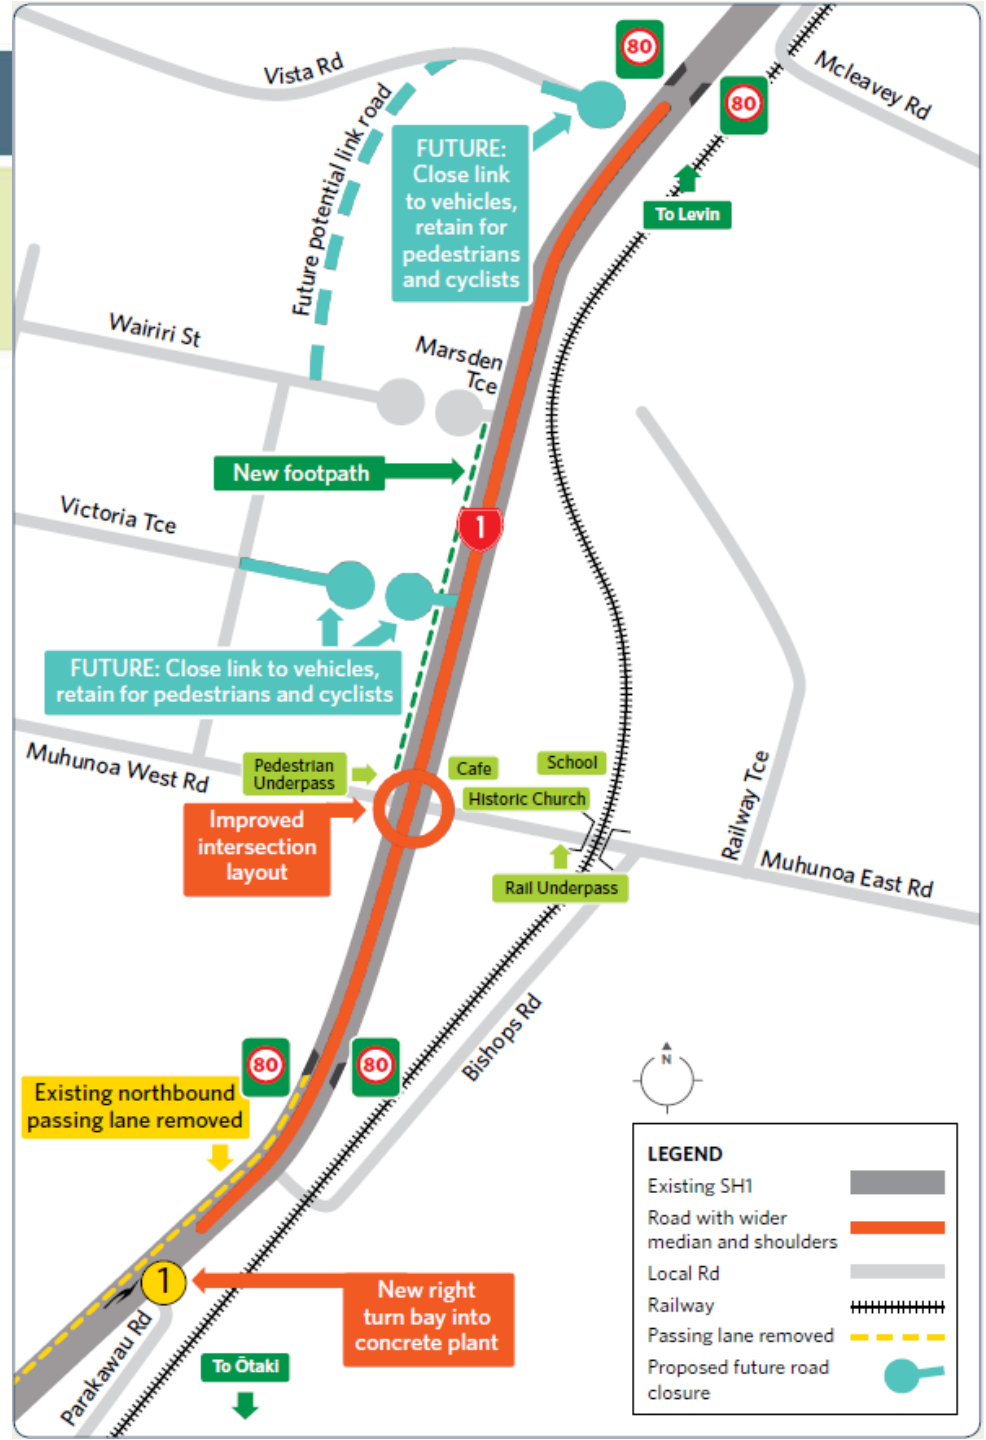 80
Vista Rd
Mcleavey Rd
80
Future potential link road
FUTURE:
Close link
to vehicles,
retain for
pedestrians
and cyclists
To Levin
Wairiri St
Marsden
Tce
New footpath
Victoria Tce
1
FUTURE: Close link to vehicles,
retain for pedestrians and cyclists
Muhunoa West Rd
Pedestrian
Underpass
Cafe
School
Historic Church
Improved
intersection
layout
Railway Tce
Muhunoa East Rd
Rail Underpass
Bishops Rd
80
80
Existing northbound
passing lane removed
N
1
New right
turn bay into
concrete plant
Parakawau Rd
To Ōtaki
LEGEND
Existing SH1
Road with wider
median and shoulders
Local Rd
Railway
Passing lane removed
Proposed future road
closure